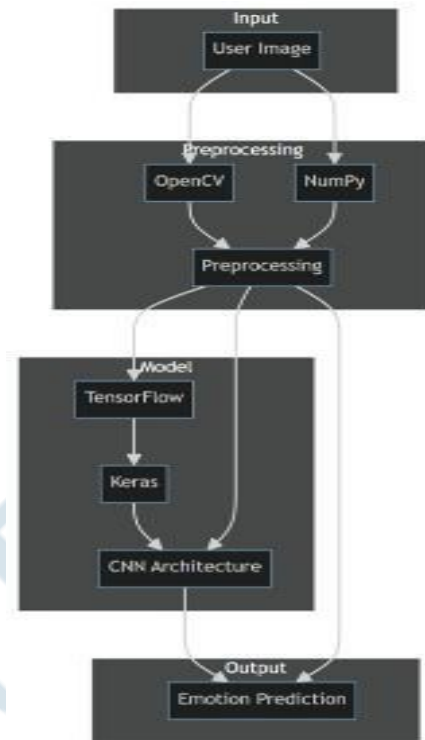 Input
User Image
Preprocessing
OpenCV
NumPy
Preprocessing
Model
TensorFlow
Keras
CNN Architecture
Output
Emotion Prediction